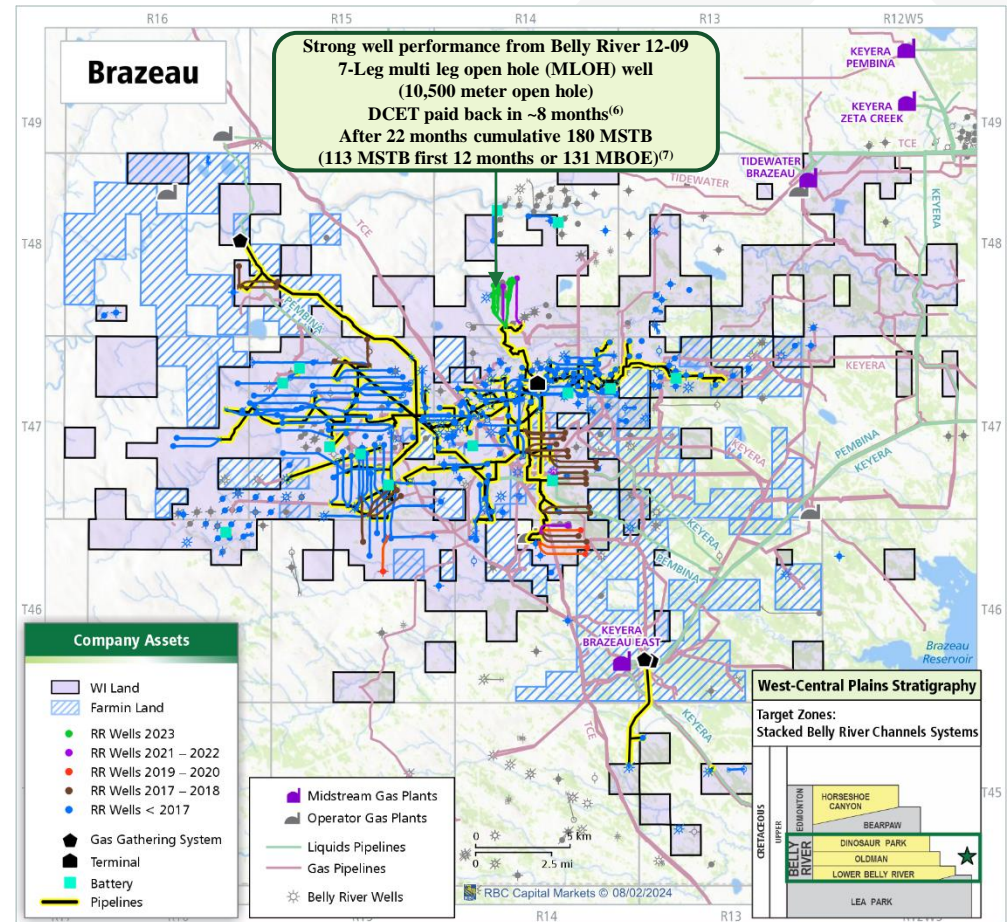 R16 R15 R14 R13 R12W5
Brazeau
Strong well performance from Belly River 12-09
7-Leg multi leg open hole (MLOH) well
(10,500 meter open hole)
DCET paid back in ~8 months(6)
After 22 months cumulative 180 MSTB
(113 MSTB first 12 months or 131 MBOE)(7)
KEYERA
PEMBINA
KEYERA
ZETA CREEK
T49 T49
TCE
TIDEWATER
BRAZEAU
TIDEWATER
KEYERA
TCE
T48 T48
PEMBINA
KEYERA
KEYERA
T47 T47
KEYERA
PEMBINA
KEYERA
KEYERA
PEMBINA
T46 T46
KEYERA
BRAZEAU EAST
Brazeau
Reservoir
KEYERA
TCE
T45
Company Assets
WI Land
Farmin Land
RR Wells 2023
RR Wells 2021 – 2022
RR Wells 2019 – 2020
RR Wells 2017 – 2018
RR Wells < 2017
Gas Gathering System
Terminal
Battery
Pipelines
Midstream Gas Plants
Operator Gas Plants
Liquids Pipelines
Gas Pipelines
Belly River Wells
0 5 km
0 2.5 mi
RBC Capital Markets © 08/02/2024
West-Central Plains Stratigraphy
Target Zones:
Stacked Belly River Channels Systems
CRETACEOUS
UPPER
EDMONTON
HORSESHOE
CANYON
BEARPAW
BELLY
RIVER
DINOSAUR PARK
OLDMAN
LOWER BELLY RIVER
LEA PARK
R14 R13